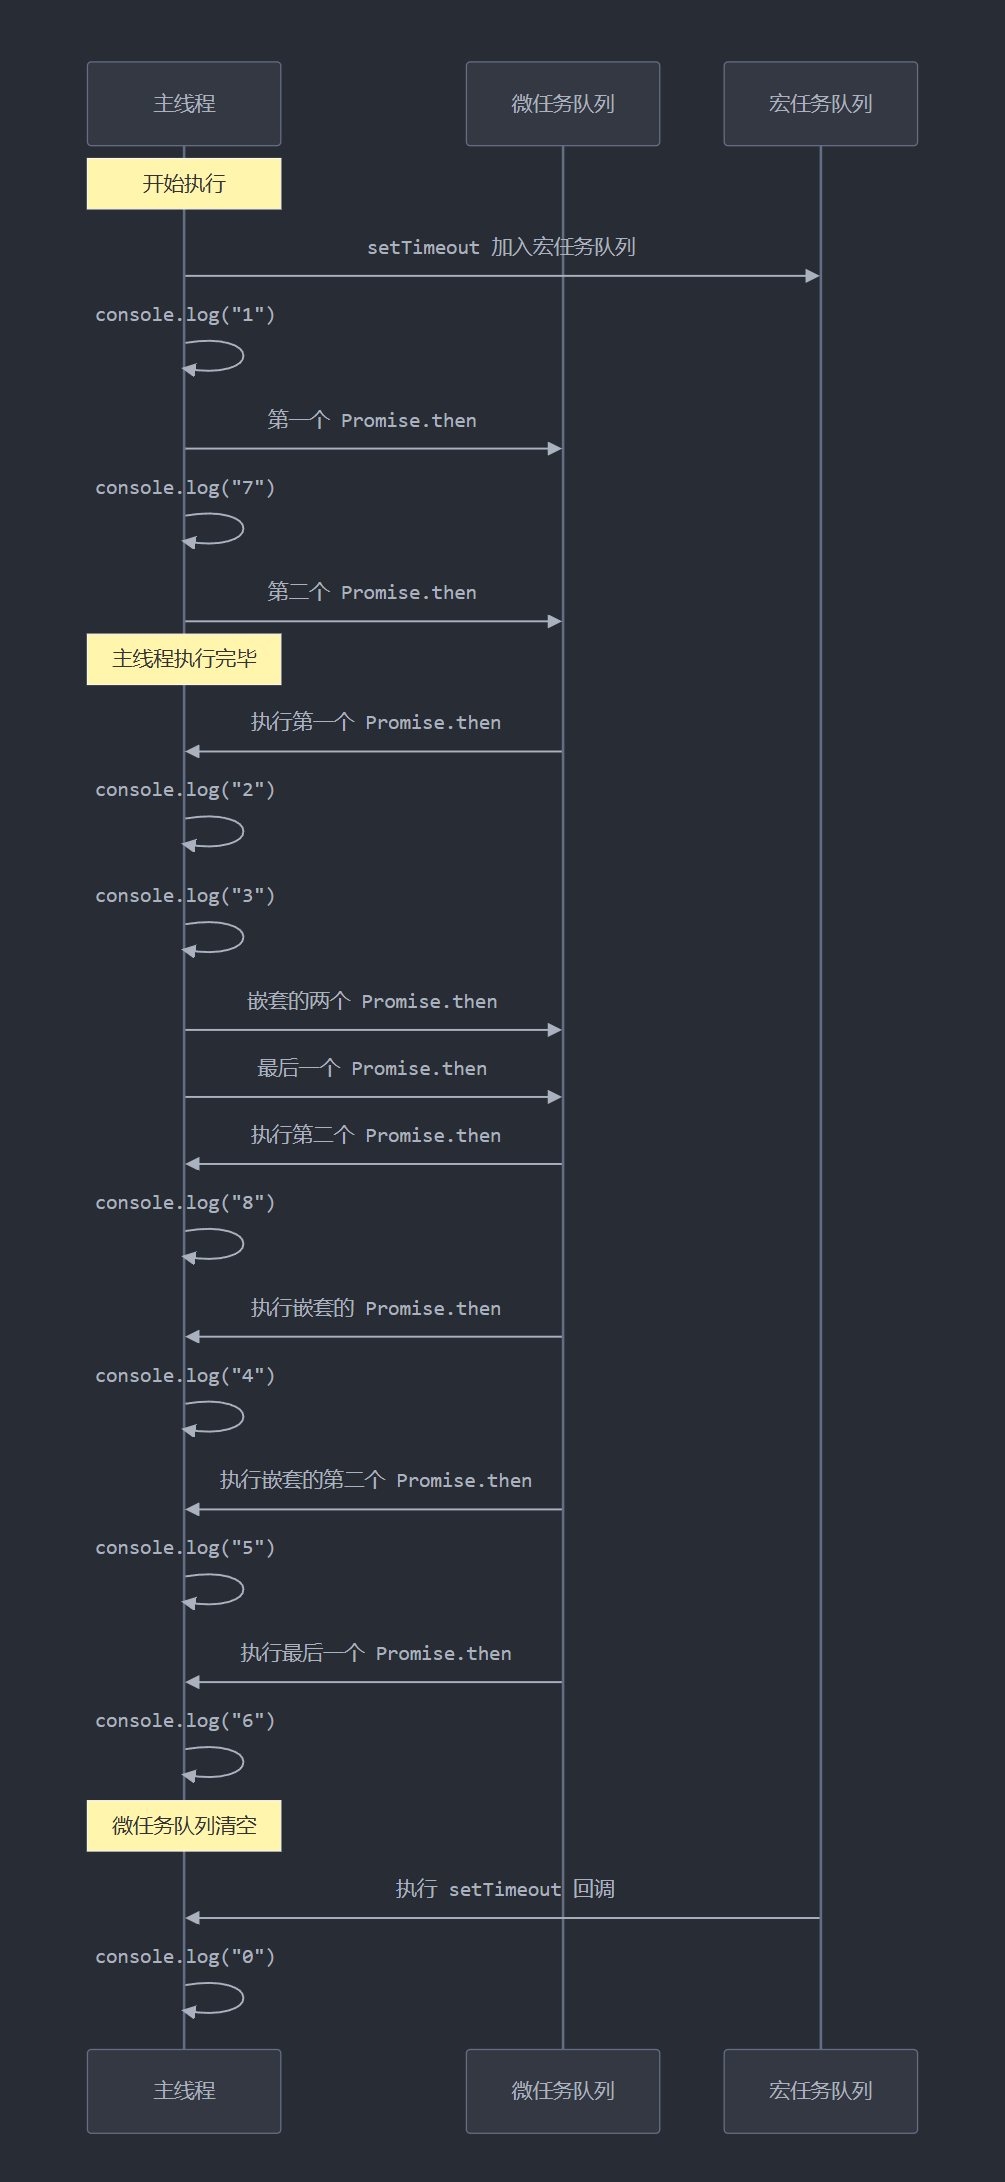 主线程
微任务队列
宏任务队列
开始执行
setTimeout 加入宏任务队列
console.log("1")
第一个 Promise.then
console.log("7")
第二个 Promise.then
主线程执行完毕
执行第一个 Promise.then
console.log("2")
console.log("3")
嵌套的两个 Promise.then
最后一个 Promise.then
执行第二个 Promise.then
console.log("8")
执行嵌套的 Promise.then
console.log("4")
执行嵌套的第二个 Promise.then
console.log("5")
执行最后一个 Promise.then
console.log("6")
微任务队列清空
执行 setTimeout 回调
console.log("0")
主线程
微任务队列
宏任务队列